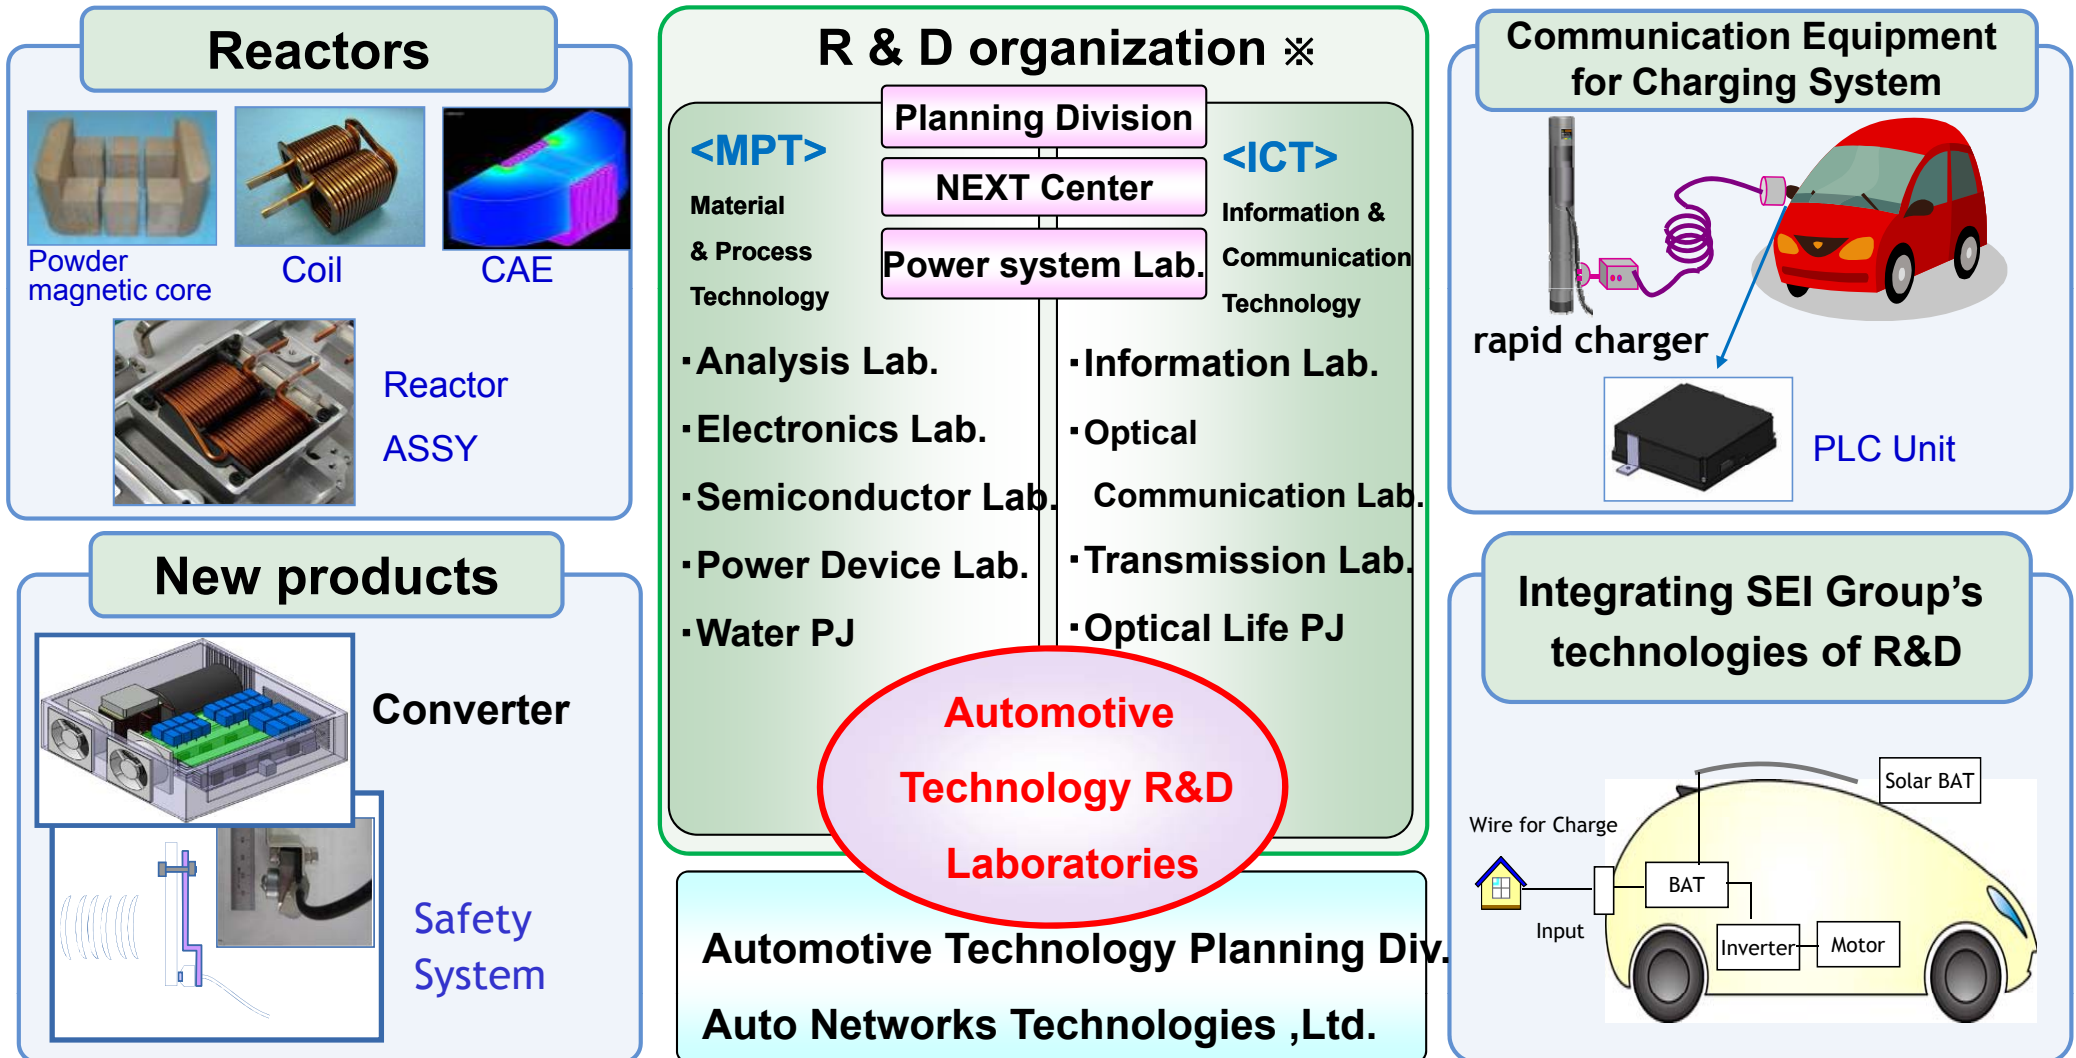 Reactors
Powder
magnetic core
Coil
CAE
Reactor
ASSY
New products
Converter
Safety
System
R & D organization ※
Planning Division
NEXT Center
Power system Lab.
<MPT>
Material
& Process
Technology
・Analysis Lab.
・Electronics Lab.
・Semiconductor Lab.
・Power Device Lab.
・Water PJ
<ICT>
Information &
Communication
Technology
・Information Lab.
・Optical
Communication Lab.
・Transmission Lab.
・Optical Life PJ
Automotive
Technology R&D
Laboratories
Automotive Technology Planning Div.
Auto Networks Technologies ,Ltd.
Communication Equipment
for Charging System
rapid charger
PLC Unit
Integrating SEI Group’s
technologies of R&D
Solar BAT
Wire for Charge
BAT
Input
Inverter
Motor